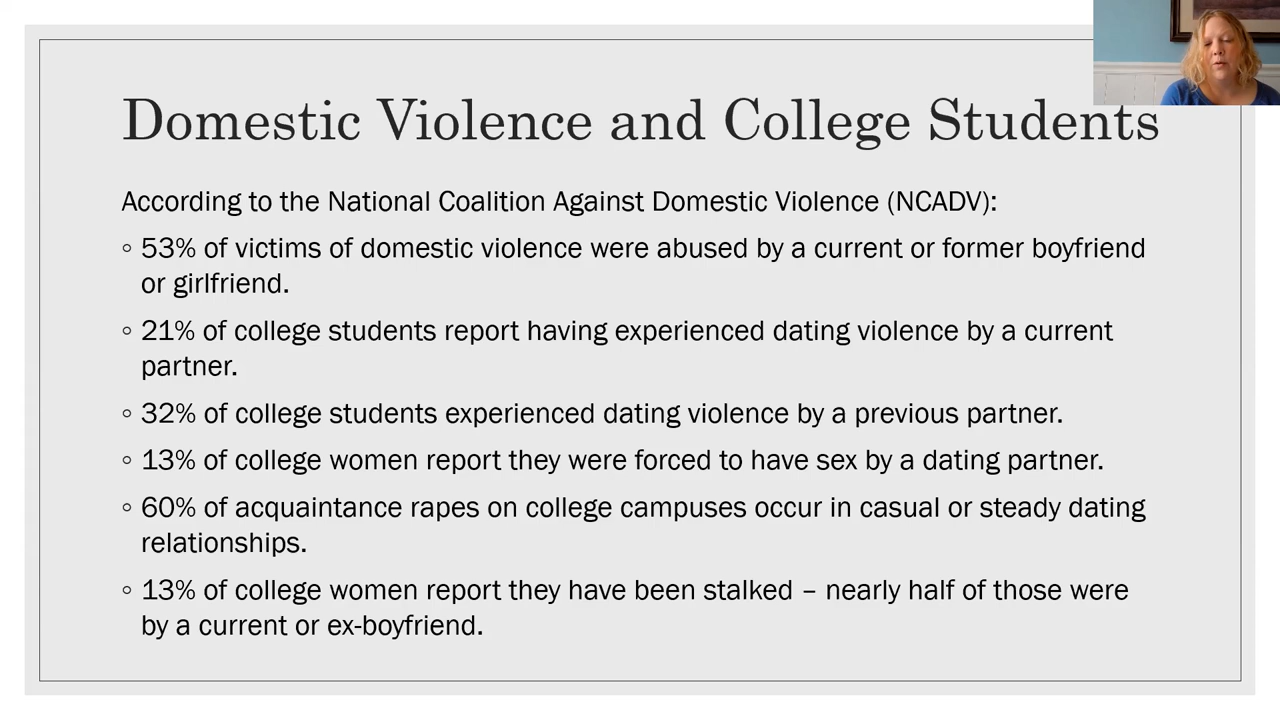 Domestic Violence and College Students
According to the National Coalition Against Domestic Violence (NCADV):
◦ 53% of victims of domestic violence were abused by a current or former boyfriend
or girlfriend.
◦ 21% of college students report having experienced dating violence by a current
partner.
◦ 32% of college students experienced dating violence by a previous partner.
◦ 13% of college women report they were forced to have sex by a dating partner.
◦ 60% of acquaintance rapes on college campuses occur in casual or steady dating
relationships.
◦ 13% of college women report they have been stalked – nearly half of those were
by a current or ex-boyfriend.